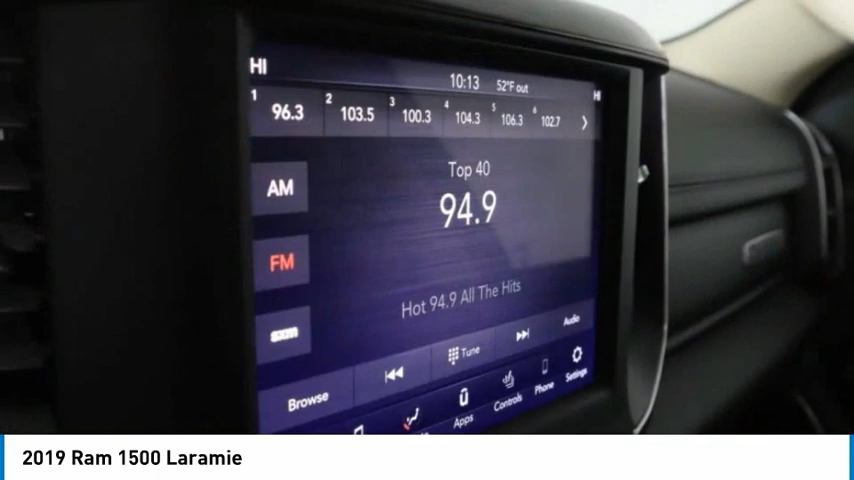 HI 10:13 52°F out HI
1 96.3 2 103.5 3 100.3 4 104.3 5 106.3 6 102.7
AM
Top 40
94.9
FM
Hot 94.9 All The Hits
sxm
Browse Tune Audio
Apps Controls Phone Settings
2019 Ram 1500 Laramie